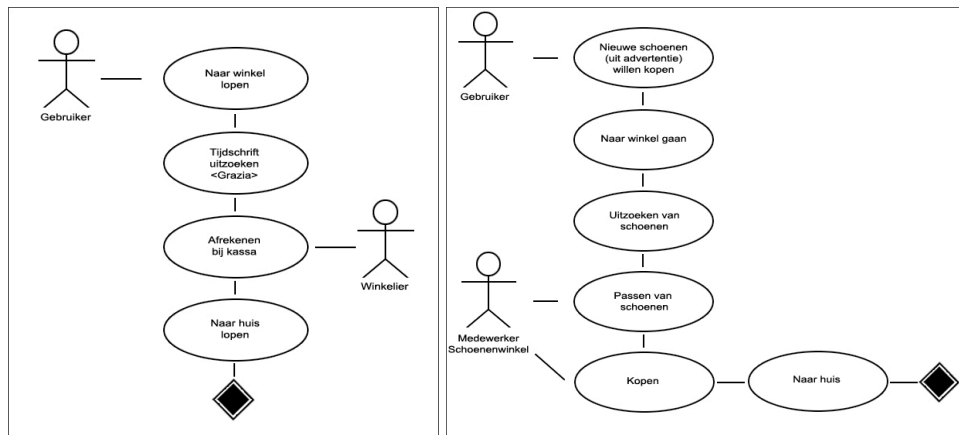 Gebruiker
Naar winkel
lopen
Tijdschrift
uitzoeken
<Grazia>
Afrekenen
bij kassa
Winkelier
Naar huis
lopen
Gebruiker
Nieuwe schoenen
(uit advertentie)
willen kopen
Naar winkel gaan
Uitzoeken van
schoenen
Passen van
schoenen
Medewerker
Schoenenwinkel
Kopen
Naar huis